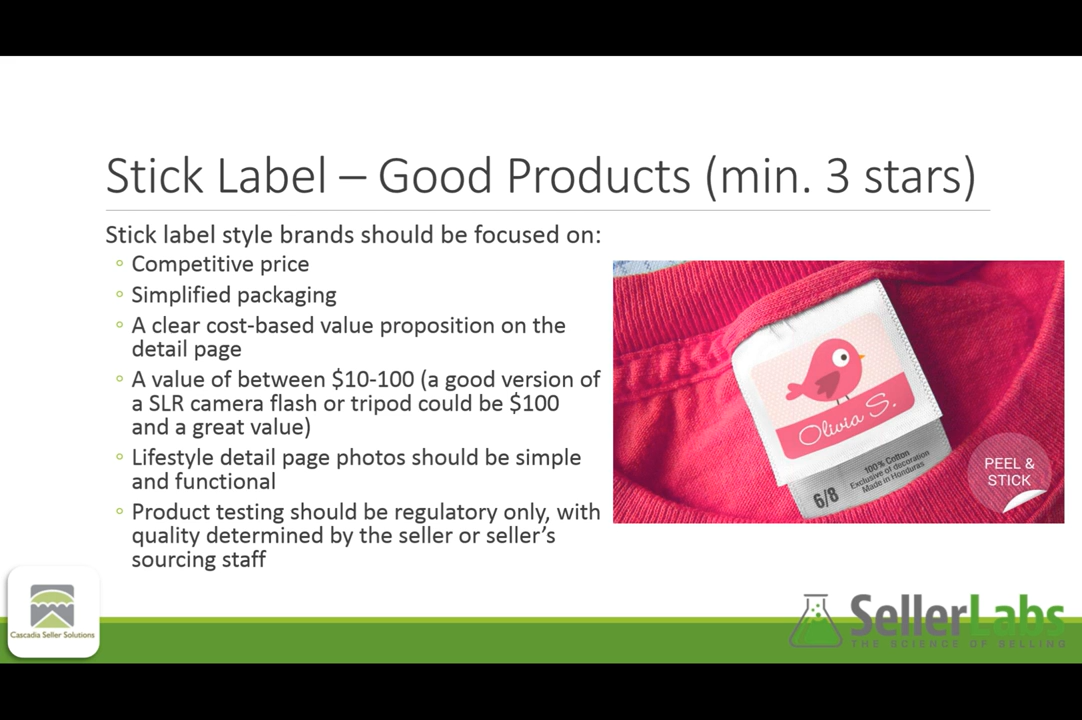 Stick Label – Good Products (min. 3 stars)
Stick label style brands should be focused on:
Competitive price
Simplified packaging
A clear cost-based value proposition on the
detail page
A value of between $10-100 (a good version of
a SLR camera flash or tripod could be $100
and a great value)
Lifestyle detail page photos should be simple
and functional
Product testing should be regulatory only, with
quality determined by the seller or seller’s
sourcing staff
Olivia S.
6/8
100% Cotton
Exclusive of decoration
Made in Honduras
PEEL &
STICK
Cascadia Seller Solutions
SellerLabs
THE SCIENCE OF SELLING